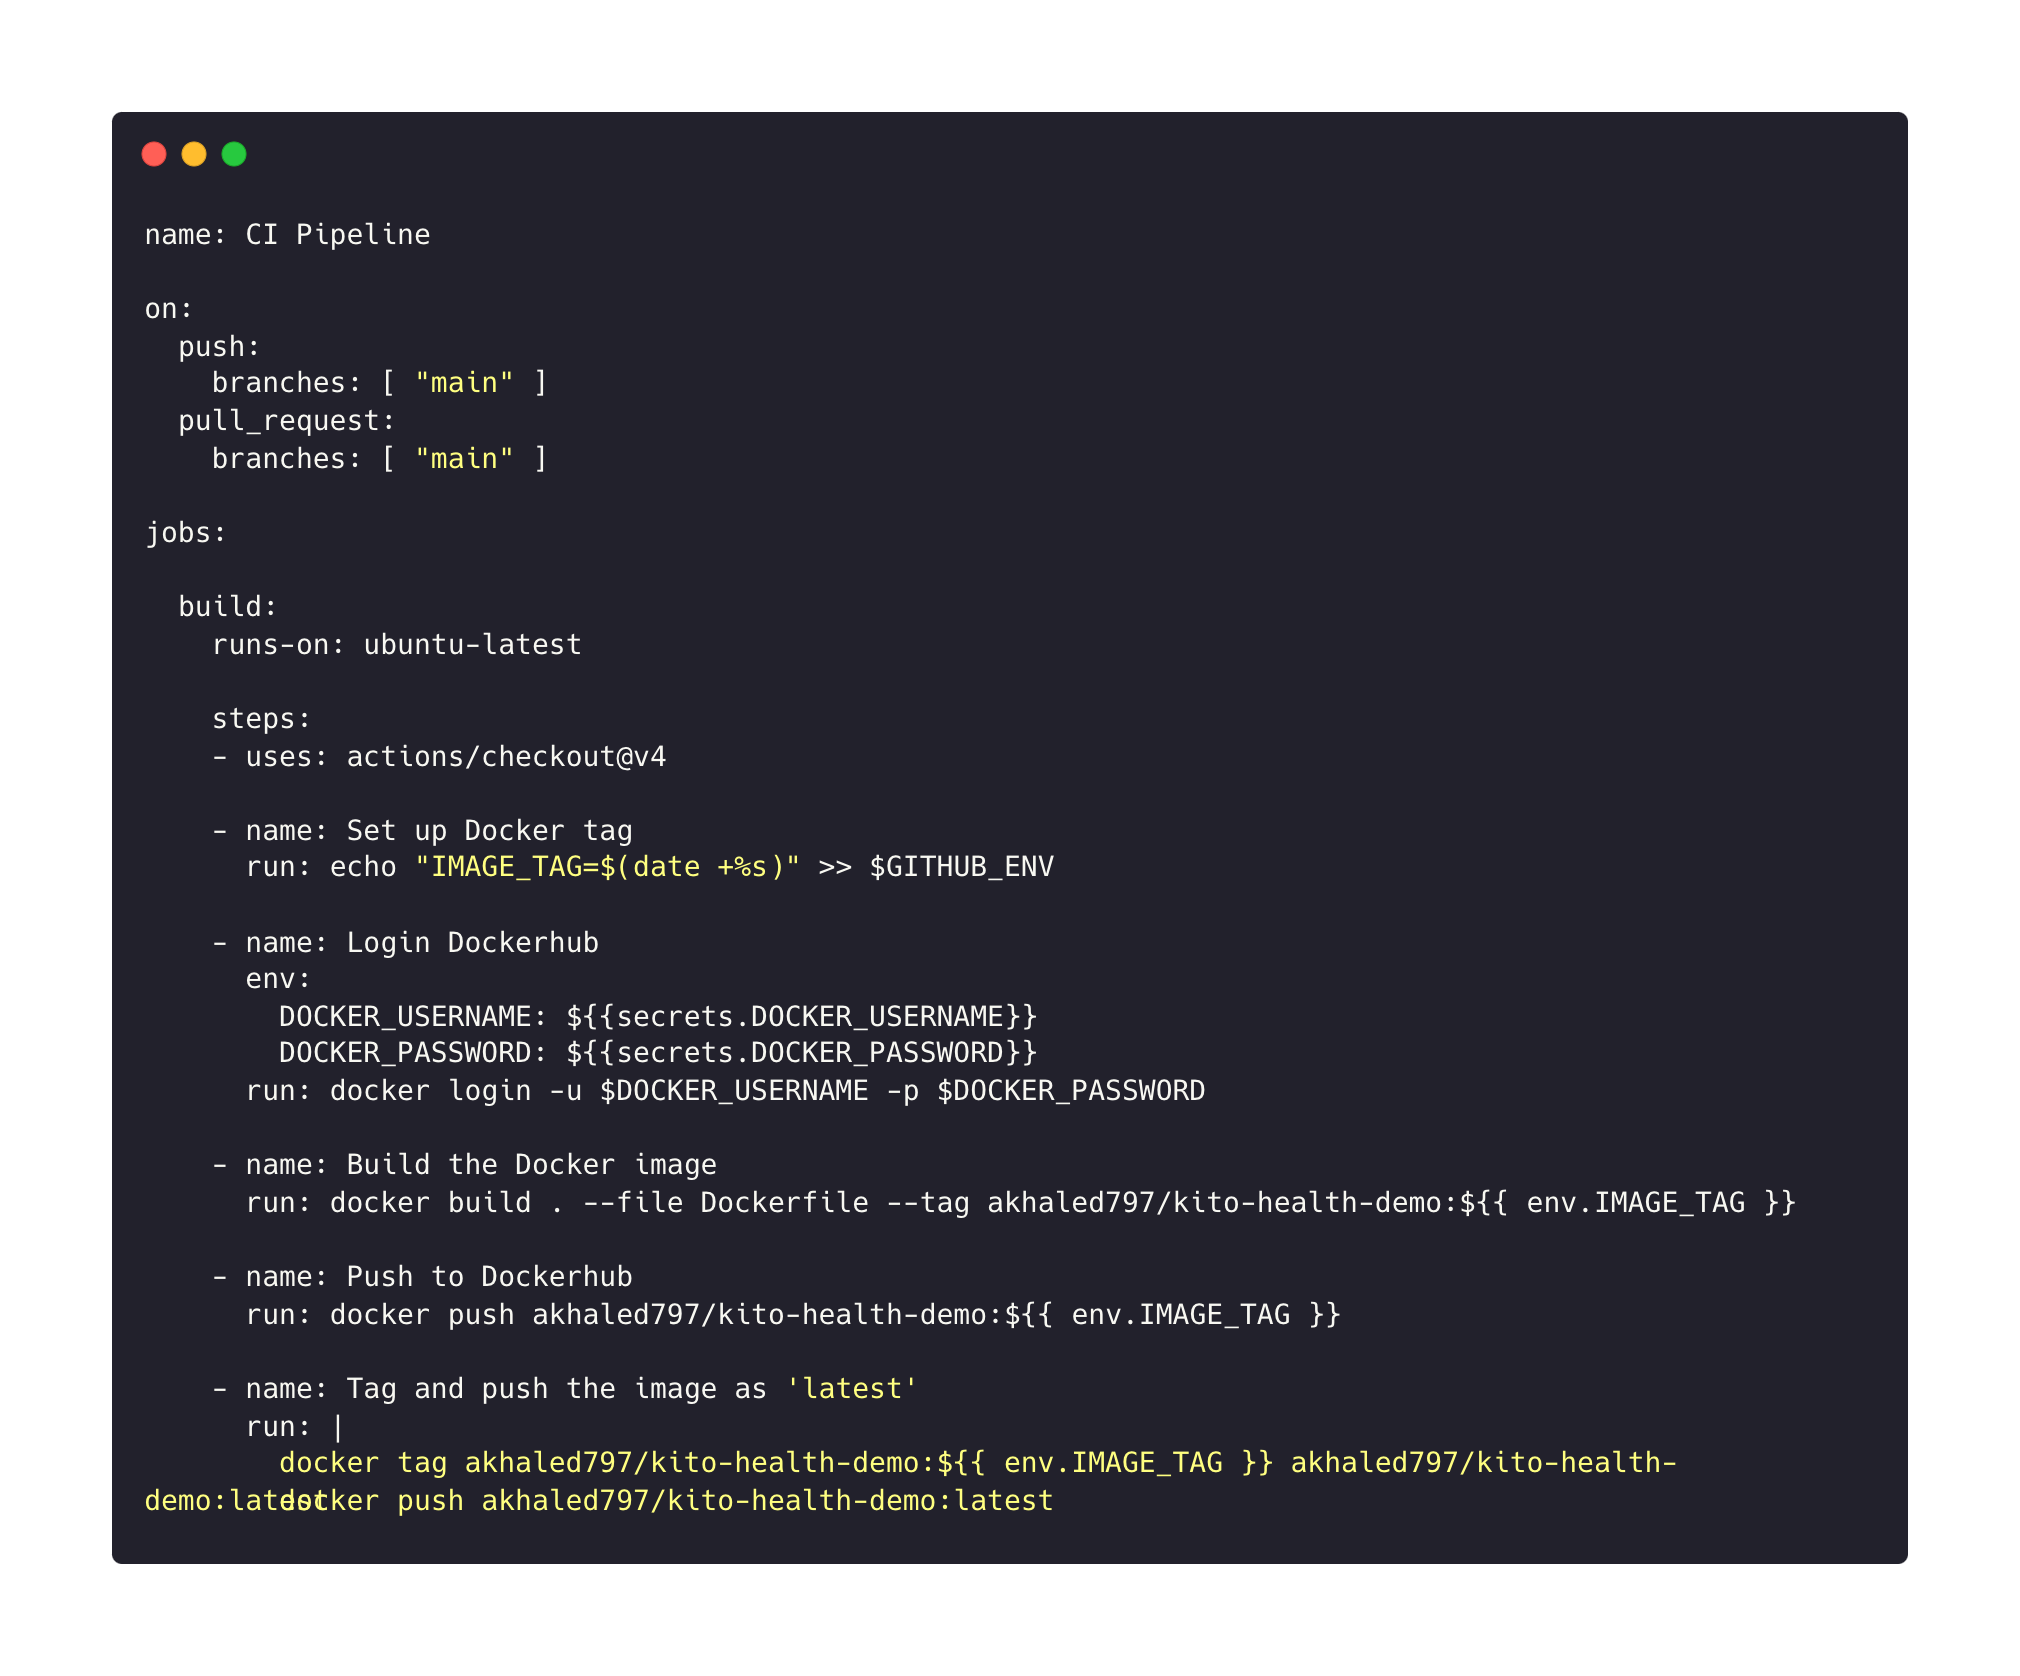 name: CI Pipeline

on:
  push:
    branches: [ "main" ]
  pull_request:
    branches: [ "main" ]

jobs:

  build:
    runs-on: ubuntu-latest

    steps:
    - uses: actions/checkout@v4

    - name: Set up Docker tag
      run: echo "IMAGE_TAG=$(date +%s)" >> $GITHUB_ENV

    - name: Login Dockerhub
      env:
        DOCKER_USERNAME: ${{secrets.DOCKER_USERNAME}}
        DOCKER_PASSWORD: ${{secrets.DOCKER_PASSWORD}}
      run: docker login -u $DOCKER_USERNAME -p $DOCKER_PASSWORD

    - name: Build the Docker image
      run: docker build . --file Dockerfile --tag akhaled797/kito-health-demo:${{ env.IMAGE_TAG }}

    - name: Push to Dockerhub
      run: docker push akhaled797/kito-health-demo:${{ env.IMAGE_TAG }}

    - name: Tag and push the image as 'latest'
      run: |
        docker tag akhaled797/kito-health-demo:${{ env.IMAGE_TAG }} akhaled797/kito-health-
demo:latest
        docker push akhaled797/kito-health-demo:latest